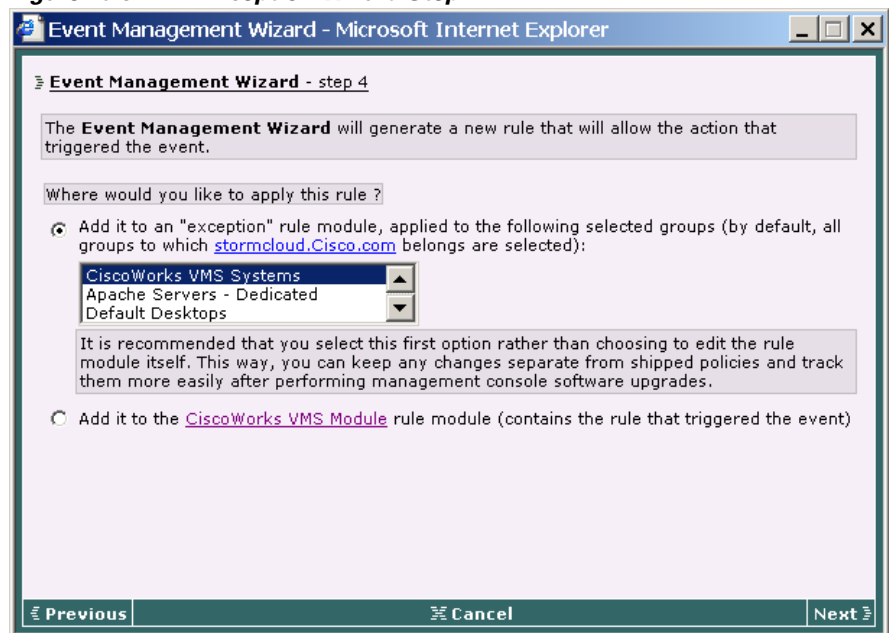 Event Management Wizard - Microsoft Internet Explorer
Event Management Wizard - step 4
The Event Management Wizard will generate a new rule that will allow the action that
triggered the event.
Where would you like to apply this rule ?
Add it to an "exception" rule module, applied to the following selected groups (by default, all
groups to which stormcloud.Cisco.com belongs are selected):
CiscoWorks VMS Systems
Apache Servers - Dedicated
Default Desktops
It is recommended that you select this first option rather than choosing to edit the rule
module itself. This way, you can keep any changes separate from shipped policies and track
them more easily after performing management console software upgrades.
Add it to the CiscoWorks VMS Module rule module (contains the rule that triggered the event)
Previous
Cancel
Next